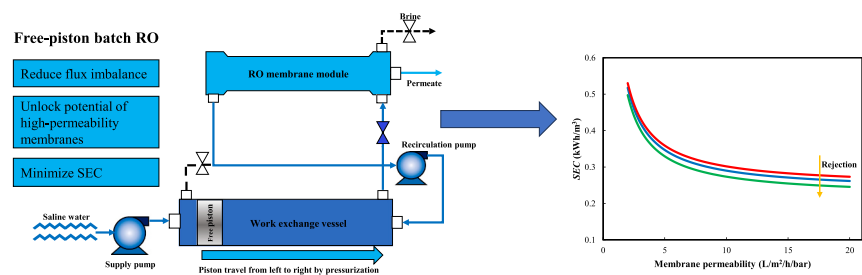 Free-piston batch RO
Reduce flux imbalance
Unlock potential of
high-permeability
membranes
Minimize SEC
Brine
RO membrane module
Permeate
Recirculation pump
Saline water
Supply pump
Free piston
Work exchange vessel
Piston travel from left to right by pressurization
0.6
0.5
0.4
0.3
0.2
0.1
SEC (kWh/m³)
Rejection
0
5
10
15
20
Membrane permeability (L/m²/h/bar)